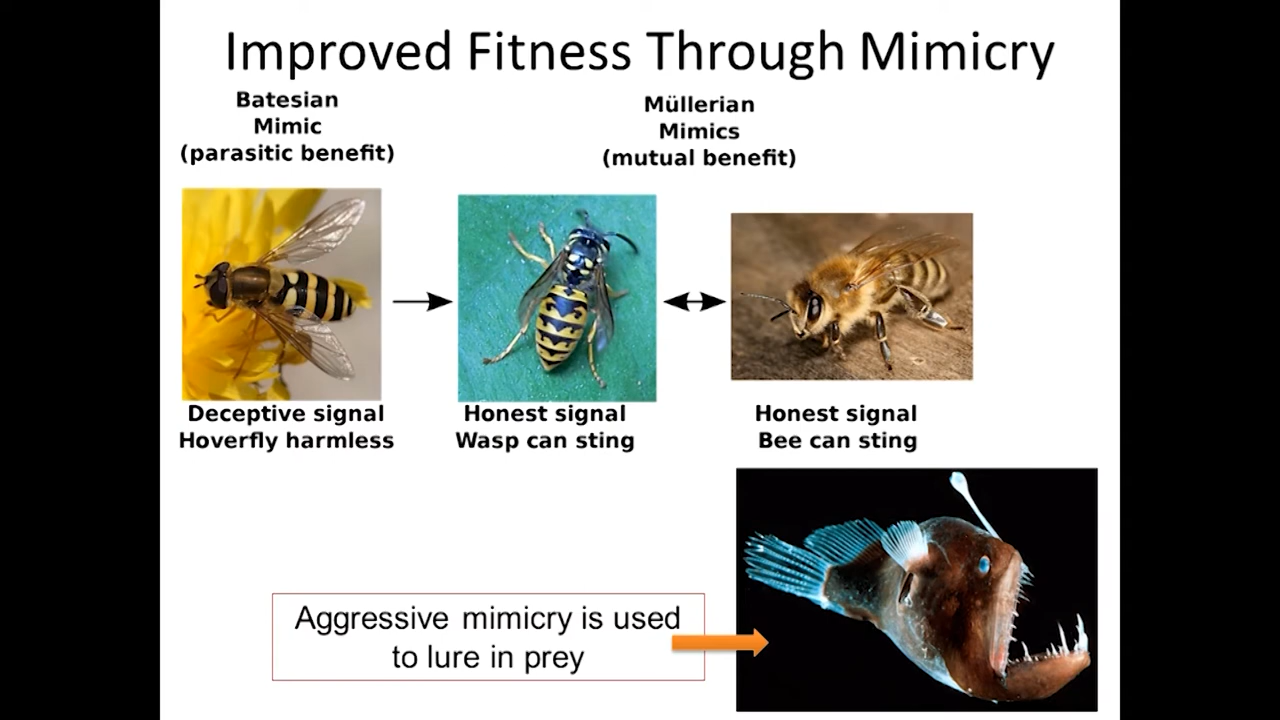 Improved Fitness Through Mimicry
Batesian
Mimic
(parasitic benefit)
Müllerian
Mimics
(mutual benefit)
Deceptive signal
Hoverfly harmless
Honest signal
Wasp can sting
Honest signal
Bee can sting
Aggressive mimicry is used
to lure in prey